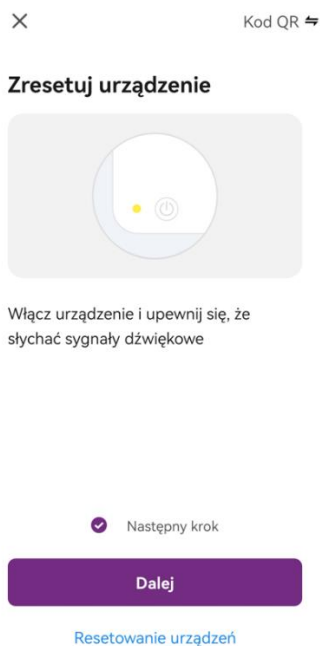 Kod QR
Zresetuj urządzenie
Włącz urządzenie i upewnij się, że
słychać sygnały dźwiękowe
Następny krok
Dalej
Resetowanie urządzeń